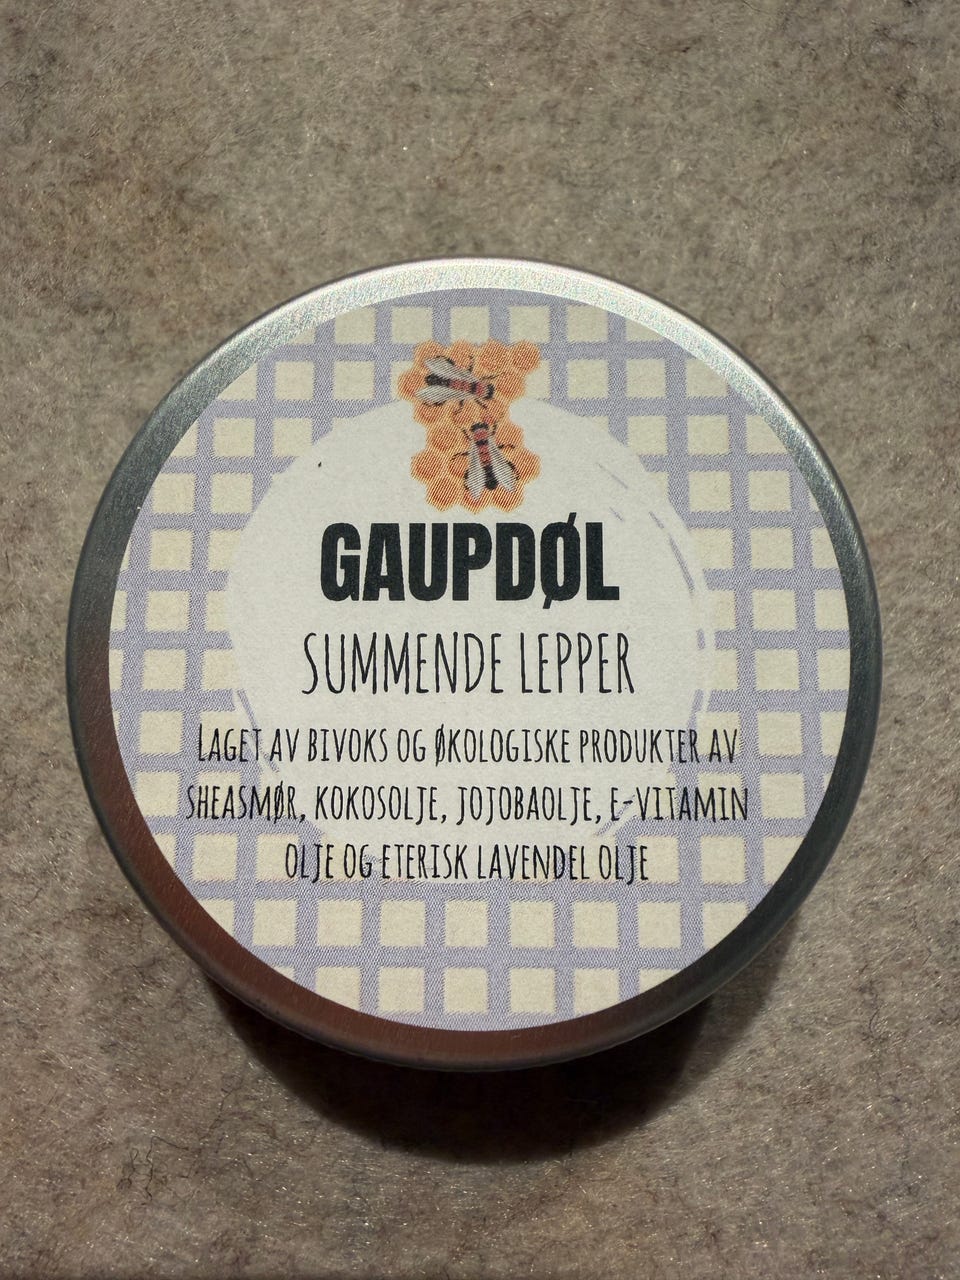 GAUPDØL
SUMMENDE LEPPER
LAGET AV BIVOKS OG ØKOLOGISKE PRODUKTER AV
SHEASMØR, KOKOSOLJE, JOJOBAOLJE, E-VITAMIN
OLJE OG ETERISK LAVENDEL OLJE